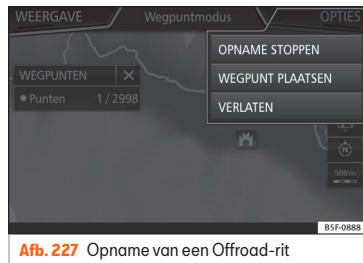 WEERGAVE Wegpuntmodus OPTIES
OPNAME STOPPEN
WEGPUNTEN
WEGPUNT PLAATSEN
Punten 1 / 2998
VERLATEN
N
500 m
B5F-0888
Afb. 227 Opname van een Offroad-rit